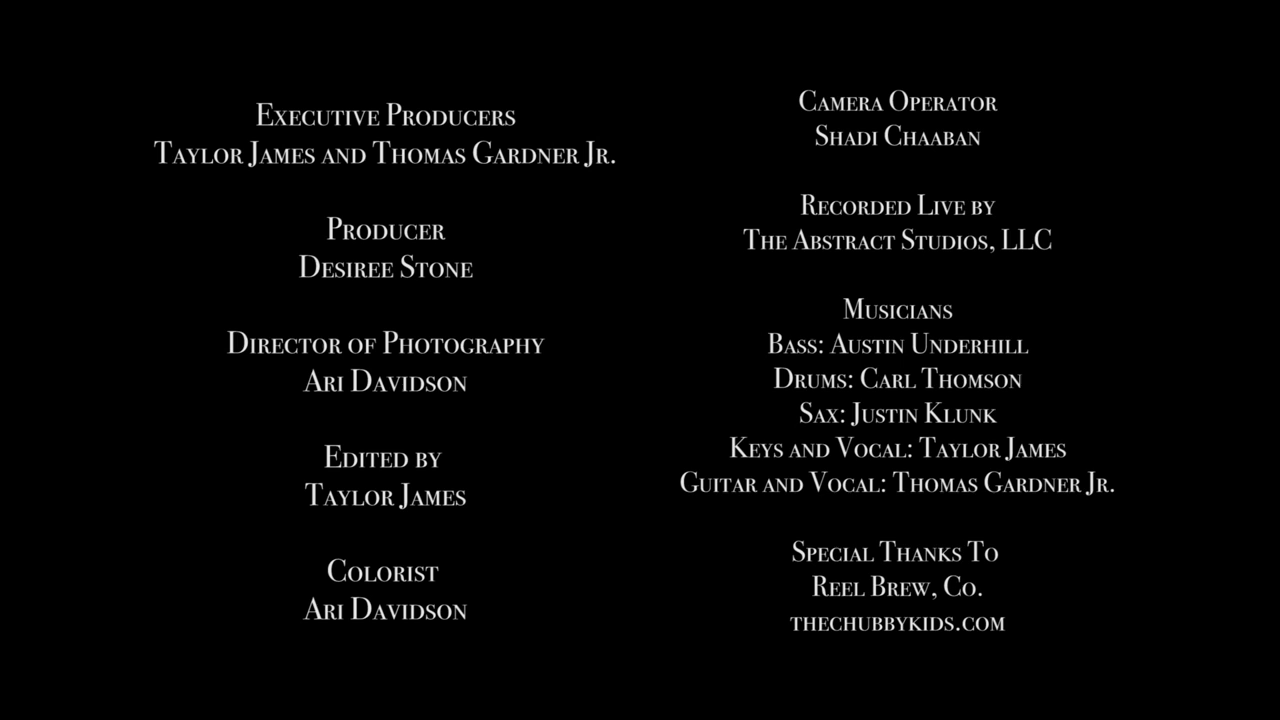 Executive Producers
Taylor James and Thomas Gardner Jr.
Producer
Desiree Stone
Director of Photography
Ari Davidson
Edited by
Taylor James
Colorist
Ari Davidson
Camera Operator
Shadi Chaaban
Recorded Live by
The Abstract Studios, LLC
Musicians
Bass: Austin Underhill
Drums: Carl Thomson
Sax: Justin Klunk
Keys and Vocal: Taylor James
Guitar and Vocal: Thomas Gardner Jr.
Special Thanks To
Reel Brew, Co.
thechubbykids.com